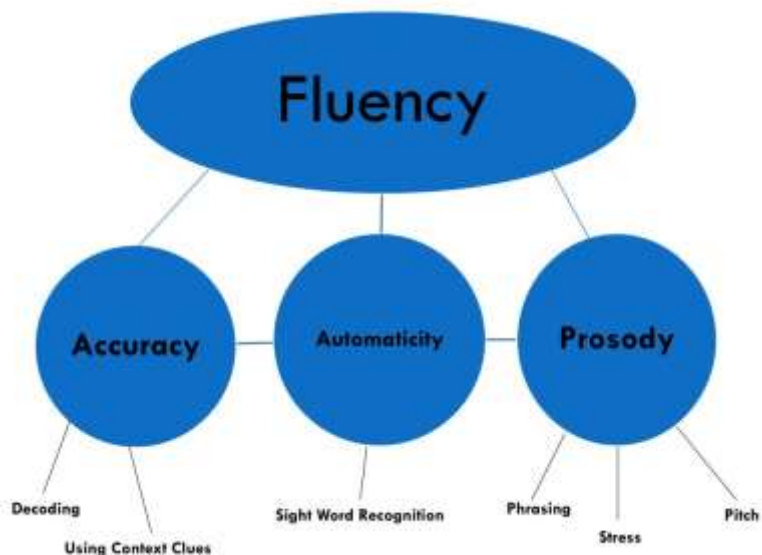 Fluency
Accuracy
Automaticity
Prosody
Decoding
Using Context Clues
Sight Word Recognition
Phrasing
Stress
Pitch